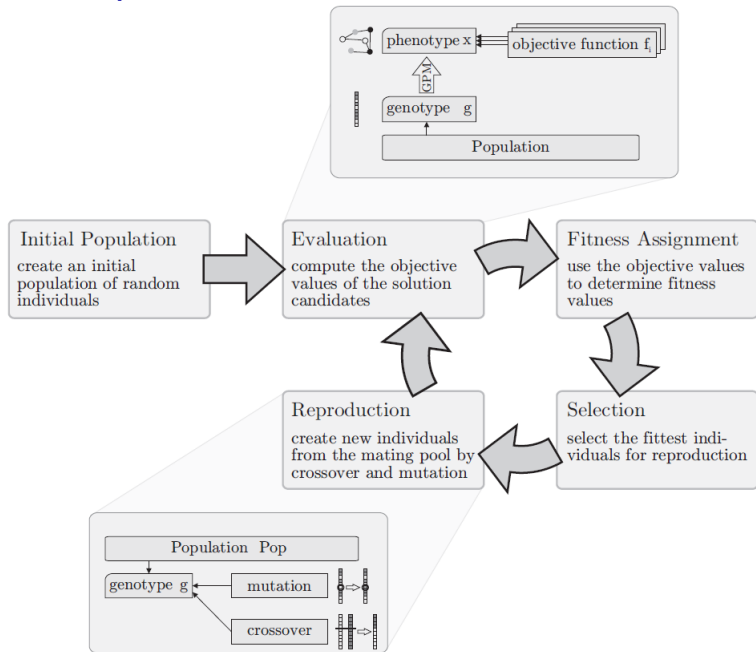 phenotype x
objective function fᵢ
GPM
genotype g
Population
Initial Population
create an initial
population of random
individuals
Evaluation
compute the objective
values of the solution
candidates
Fitness Assignment
use the objective values
to determine fitness
values
Reproduction
create new individuals
from the mating pool by
crossover and mutation
Selection
select the fittest indi-
viduals for reproduction
Population Pop
genotype g
mutation
crossover